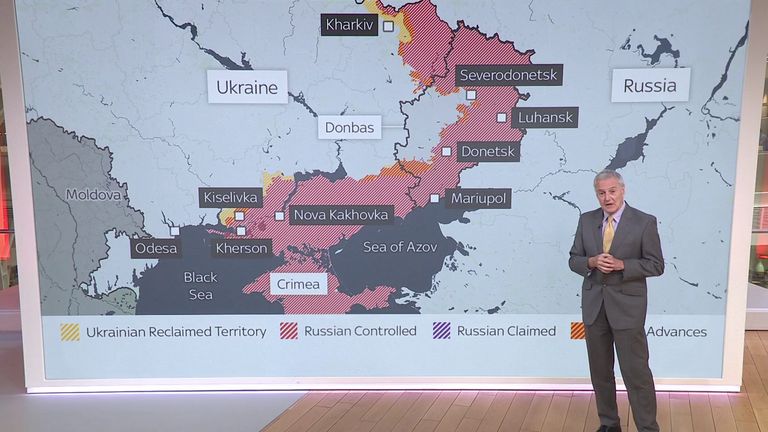 Kharkiv
Ukraine
Severodonetsk
Russia
Luhansk
Donbas
Donetsk
Moldova
Kiselivka
Mariupol
Nova Kakhovka
Odesa
Kherson
Sea of Azov
Black
Sea
Crimea
Ukrainian Reclaimed Territory
Russian Controlled
Russian Claimed
Advances